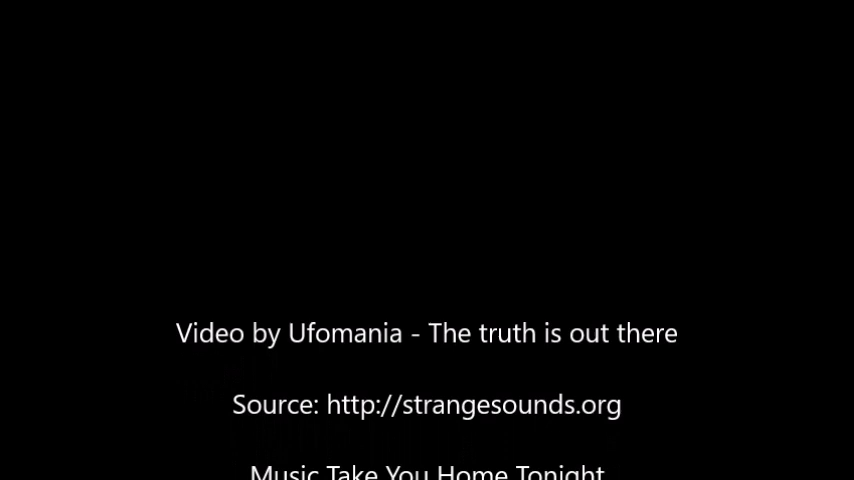 Video by Ufomania - The truth is out there
Source: http://strangesounds.org
Music Take You Home Tonight